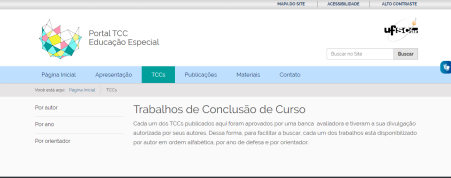 MAPA DO SITE ACESSIBILIDADE ALTO CONTRASTE
Portal TCC
Educação Especial
ufscar
Buscar no Site Buscar
Página Inicial Apresentação TCCs Publicações Materiais Contato
Você está aqui: Página Inicial TCCs
Por autor
Por ano
Por orientador
Trabalhos de Conclusão de Curso
Cada um dos TCCs publicados aqui foram aprovados por uma banca avaliadora e tiveram a sua divulgação
autorizada por seus autores. Dessa forma, para facilitar a buscar, cada um dos trabalhos está disponibilizado
por autor em ordem alfabética, por ano de defesa e por orientador.